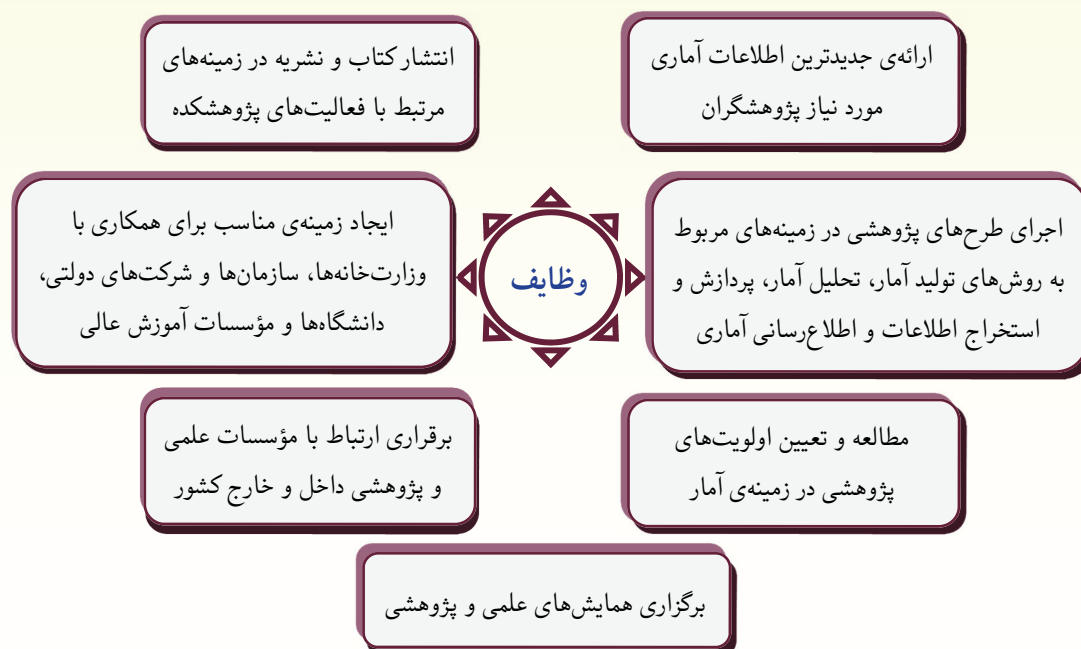 ارائه‌ی جدیدترین اطلاعات آماری
مورد نیاز پژوهشگران
انتشار کتاب و نشریه در زمینه‌های
مرتبط با فعالیت‌های پژوهشکده
اجرای طرح‌های پژوهشی در زمینه‌های مربوط
به روش‌های تولید آمار، تحلیل آمار، پردازش و
استخراج اطلاعات و اطلاع‌رسانی آماری
وظایف
ایجاد زمینه‌ی مناسب برای همکاری با
وزارت‌خانه‌ها، سازمان‌ها و شرکت‌های دولتی،
دانشگاه‌ها و مؤسسات آموزش عالی
مطالعه و تعیین اولویت‌های
پژوهشی در زمینه‌ی آمار
برقراری ارتباط با مؤسسات علمی
و پژوهشی داخل و خارج کشور
برگزاری همایش‌های علمی و پژوهشی